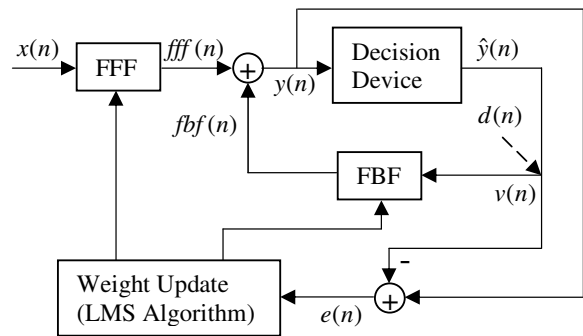 x(n)
FFF
fff(n)
+
y(n)
Decision
Device
ŷ(n)
fbf(n)
d(n)
FBF
v(n)
-
Weight Update
(LMS Algorithm)
e(n)
+